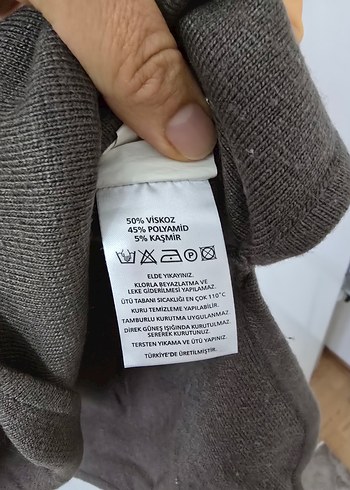 50% VİSKOZ
45% POLYAMİD
5% KAŞMİR
P
ELDE YIKAYINIZ.
KLORLA BEYAZLATMA VE
LEKE GİDERİLMESİ YAPILAMAZ.
ÜTÜ TABANI SICAKLIĞI EN ÇOK 110°C
KURU TEMİZLEME YAPILABİLİR.
TAMBURLU KURUTMA UYGULANMAZ
DİREK GÜNEŞ IŞIĞINDA KURUTULMAZ
SEREREK KURUTUNUZ.
TERSTEN YIKAMA VE ÜTÜ YAPINIZ.
TÜRKİYE'DE ÜRETİLMİŞTİR.